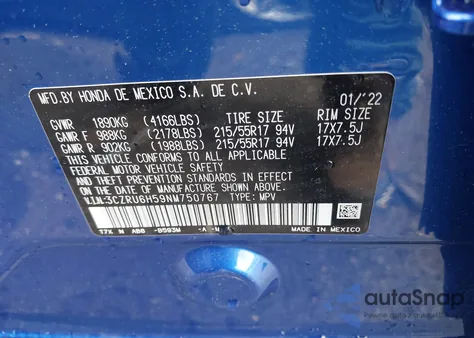 MFD.BY HONDA DE MEXICO S.A. DE C.V.
01/'22
GVWR 1890KG (4166LBS) TIRE SIZE RIM SIZE
GAWR F 988KG (2178LBS) 215/55R17 94V 17X7.5J
GAWR R 902KG (1988LBS) 215/55R17 94V 17X7.5J
THIS VEHICLE CONFORMS TO ALL APPLICABLE
FEDERAL MOTOR VEHICLE SAFETY AND
THEFT PREVENTION STANDARDS IN EFFECT
ON THE DATE OF MANUFACTURE SHOWN ABOVE.
V.I.N.:3CZRU6H59NM750767 TYPE: MPV
T7X N -B593M -A -M
MADE IN MEXICO
autoSnap